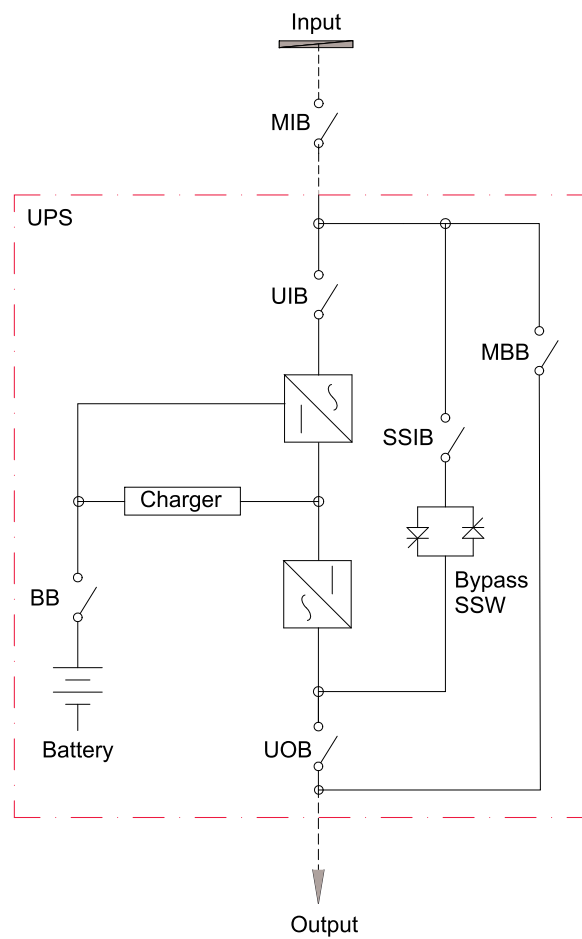 Input
MIB
UPS
UIB
MBB
SSIB
Charger
Bypass
SSW
BB
Battery
UOB
Output